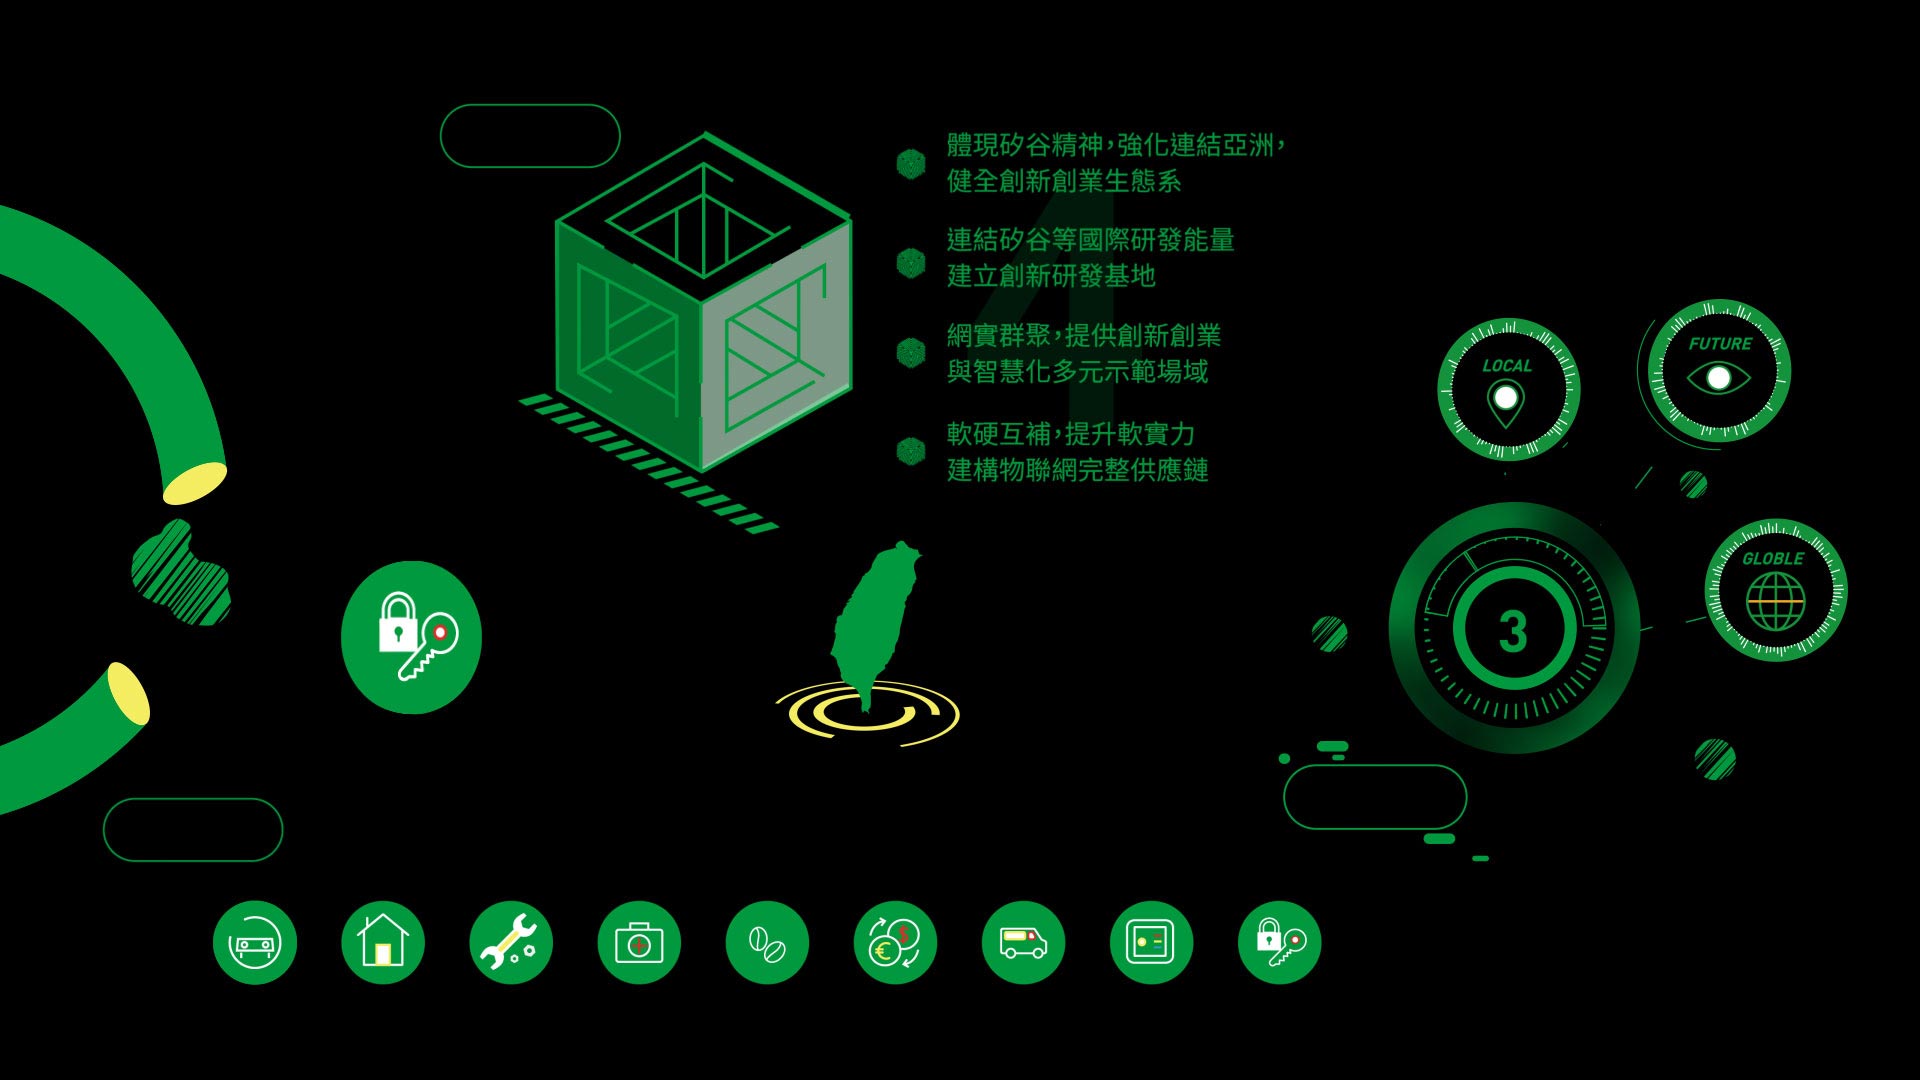 體現矽谷精神,強化連結亞洲,
健全創新創業生態系
連結矽谷等國際研發能量
建立創新研發基地
網實群聚,提供創新創業
與智慧化多元示範場域
軟硬互補,提升軟實力
建構物聯網完整供應鏈
4
LOCAL
FUTURE
GLOBLE
3
$
€